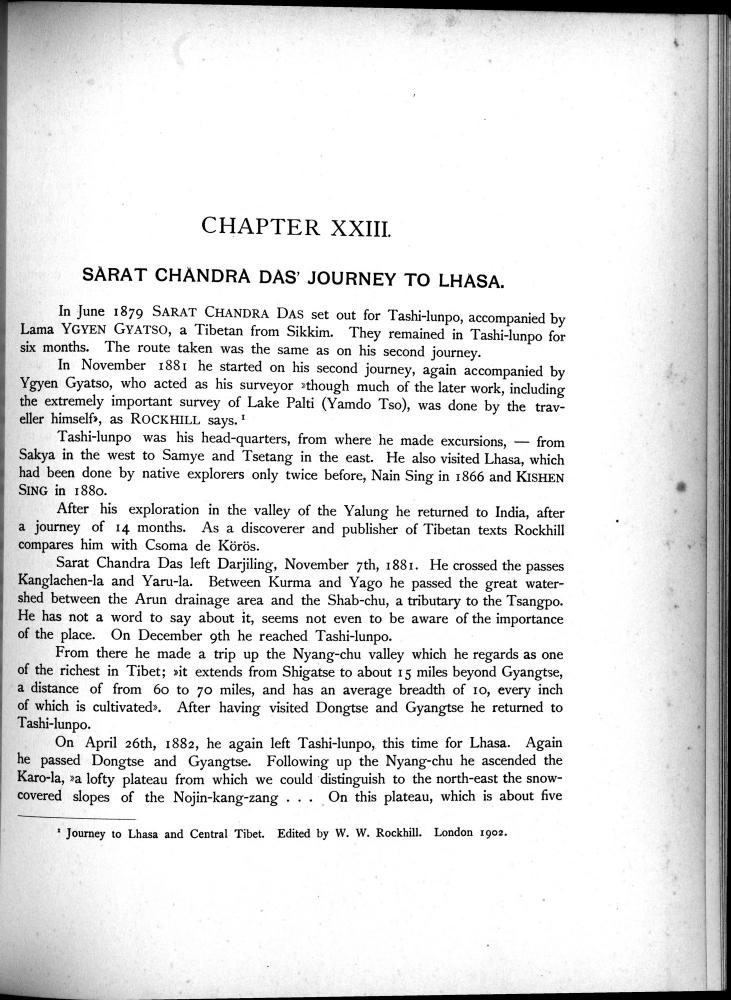 CHAPTER XXIII.
SARAT CHANDRA DAS' JOURNEY TO LHASA.
In June 1879 SARAT CHANDRA DAS set out for Tashi-lunpo, accompanied by
Lama YGYEN GYATSO, a Tibetan from Sikkim. They remained in Tashi-lunpo for
six months. The route taken was the same as on his second journey.
In November 1881 he started on his second journey, again accompanied by
Ygyen Gyatso, who acted as his surveyor »though much of the later work, including
the extremely important survey of Lake Palti (Yamdo Tso), was done by the trav-
eller himself», as ROCKHILL says.¹
Tashi-lunpo was his head-quarters, from where he made excursions, — from
Sakya in the west to Samye and Tsetang in the east. He also visited Lhasa, which
had been done by native explorers only twice before, Nain Sing in 1866 and KISHEN
SING in 1880.
After his exploration in the valley of the Yalung he returned to India, after
a journey of 14 months. As a discoverer and publisher of Tibetan texts Rockhill
compares him with Csoma de Körös.
Sarat Chandra Das left Darjiling, November 7th, 1881. He crossed the passes
Kanglachen-la and Yaru-la. Between Kurma and Yago he passed the great water-
shed between the Arun drainage area and the Shab-chu, a tributary to the Tsangpo.
He has not a word to say about it, seems not even to be aware of the importance
of the place. On December 9th he reached Tashi-lunpo.
From there he made a trip up the Nyang-chu valley which he regards as one
of the richest in Tibet; »it extends from Shigatse to about 15 miles beyond Gyangtse,
a distance of from 60 to 70 miles, and has an average breadth of 10, every inch
of which is cultivated». After having visited Dongtse and Gyangtse he returned to
Tashi-lunpo.
On April 26th, 1882, he again left Tashi-lunpo, this time for Lhasa. Again
he passed Dongtse and Gyangtse. Following up the Nyang-chu he ascended the
Karo-la, »a lofty plateau from which we could distinguish to the north-east the snow-
covered slopes of the Nojin-kang-zang . . . On this plateau, which is about five
¹ Journey to Lhasa and Central Tibet. Edited by W. W. Rockhill. London 1902.